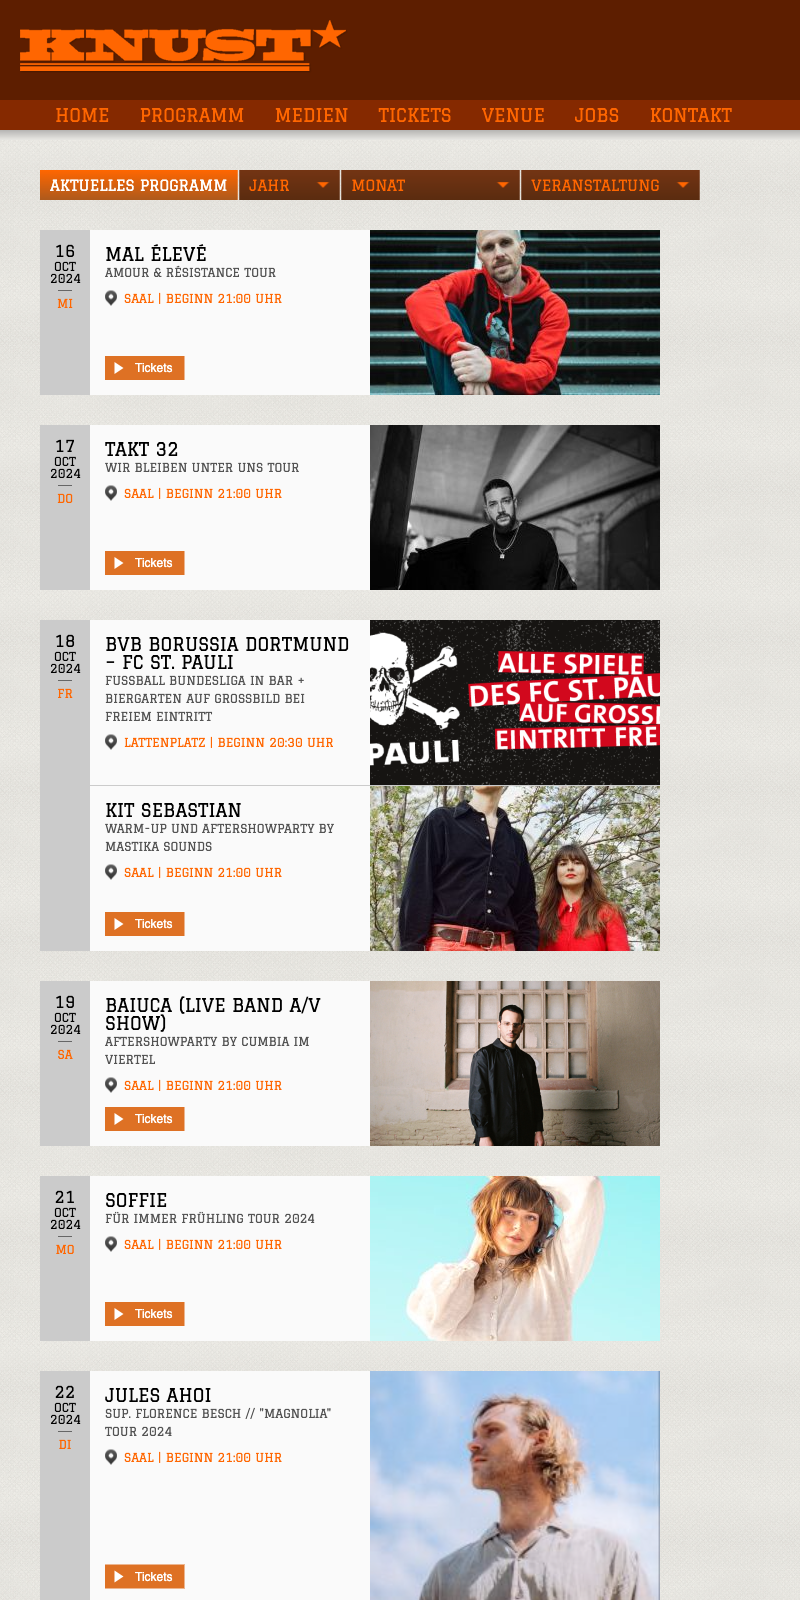 KNUST
HOME PROGRAMM MEDIEN TICKETS VENUE JOBS KONTAKT
AKTUELLES PROGRAMM JAHR MONAT VERANSTALTUNG
16
OCT
2024
MI
MAL ÉLEVÉ
AMOUR & RÉSISTANCE TOUR
SAAL | BEGINN 21:00 UHR
Tickets
17
OCT
2024
DO
TAKT 32
WIR BLEIBEN UNTER UNS TOUR
SAAL | BEGINN 21:00 UHR
Tickets
18
OCT
2024
FR
BVB BORUSSIA DORTMUND
– FC ST. PAULI
FUSSBALL BUNDESLIGA IN BAR +
BIERGARTEN AUF GROSSBILD BEI
FREIEM EINTRITT
LATTENPLATZ | BEGINN 20:30 UHR
PAULI
ALLE SPIELE
DES FC ST. PAU
AUF GROSS
EINTRITT FRE
KIT SEBASTIAN
WARM-UP UND AFTERSHOWPARTY BY
MASTIKA SOUNDS
SAAL | BEGINN 21:00 UHR
Tickets
19
OCT
2024
SA
BAIUCA (LIVE BAND A/V
SHOW)
AFTERSHOWPARTY BY CUMBIA IM
VIERTEL
SAAL | BEGINN 21:00 UHR
Tickets
21
OCT
2024
MO
SOFFIE
FÜR IMMER FRÜHLING TOUR 2024
SAAL | BEGINN 21:00 UHR
Tickets
22
OCT
2024
DI
JULES AHOI
SUP. FLORENCE BESCH // "MAGNOLIA"
TOUR 2024
SAAL | BEGINN 21:00 UHR
Tickets